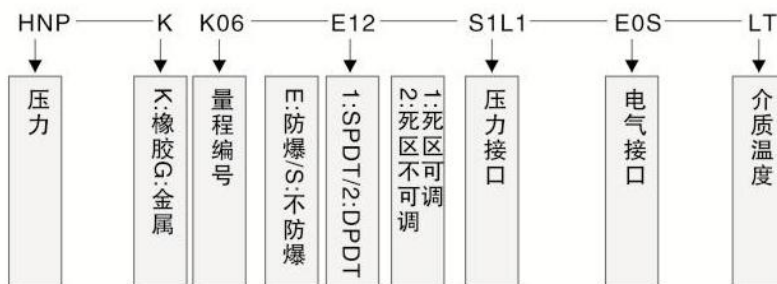 HNP K K06 E12 S1L1 E0S LT
压力
K:橡胶G:金属
量程编号
E:防爆/S:不防爆
1:SPDT/2:DPDT
1:死区可调
2:死区不可调
压力接口
电气接口
介质温度